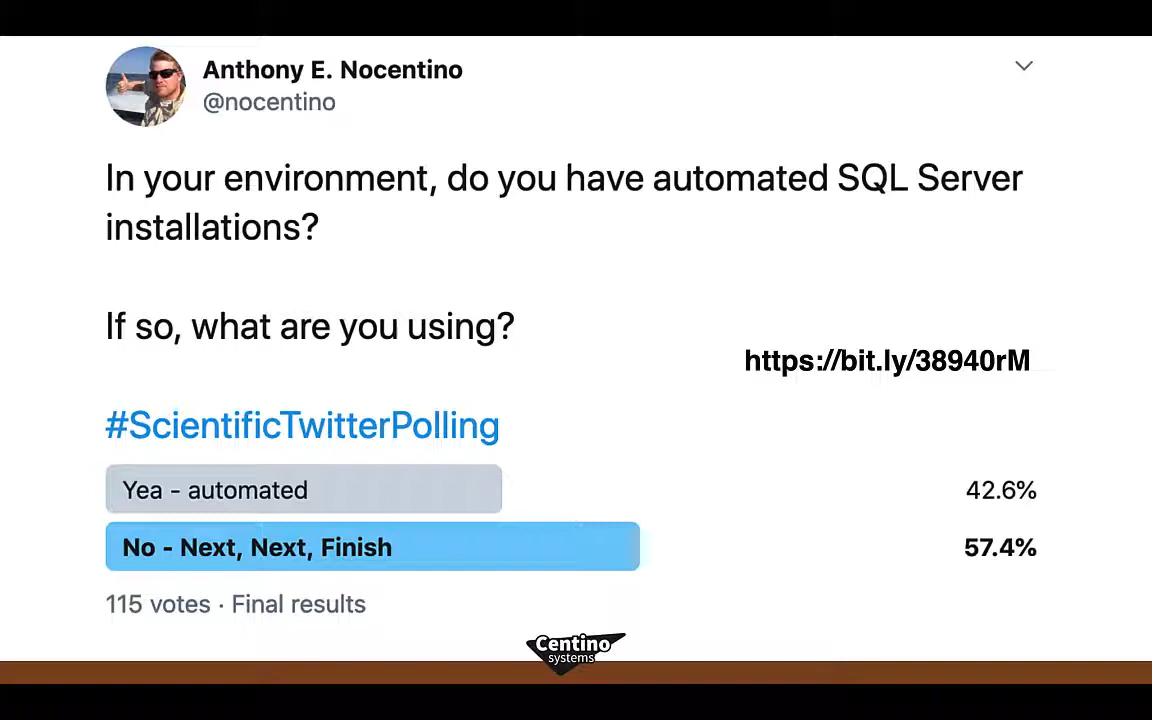 Anthony E. Nocentino
@nocentino
In your environment, do you have automated SQL Server
installations?
If so, what are you using?
https://bit.ly/38940rM
#ScientificTwitterPolling
Yea - automated 42.6%
No - Next, Next, Finish 57.4%
115 votes · Final results
Centino
systems